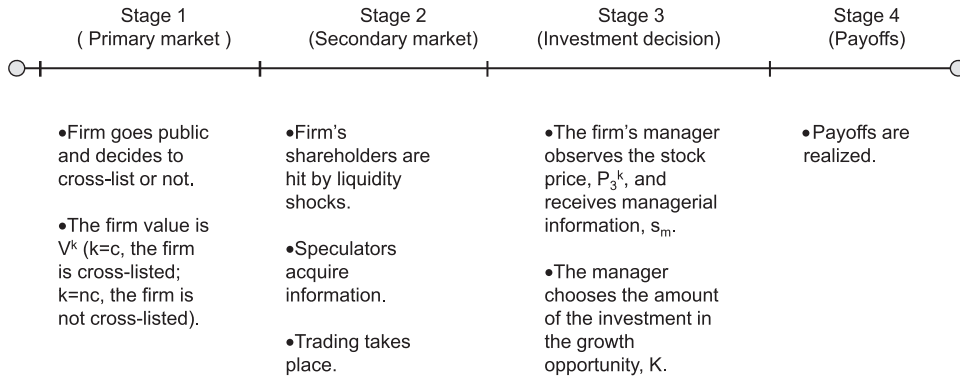 Stage 1
( Primary market )
Stage 2
(Secondary market)
Stage 3
(Investment decision)
Stage 4
(Payoffs)
•Firm goes public
and decides to
cross-list or not.
•The firm value is
Vᵏ (k=c, the firm
is cross-listed;
k=nc, the firm is
not cross-listed).
•Firm's
shareholders are
hit by liquidity
shocks.
•Speculators
acquire
information.
•Trading takes
place.
•The firm's manager
observes the stock
price, P₃ᵏ, and
receives managerial
information, sₘ.
•The manager
chooses the amount
of the investment in
the growth
opportunity, K.
•Payoffs are
realized.